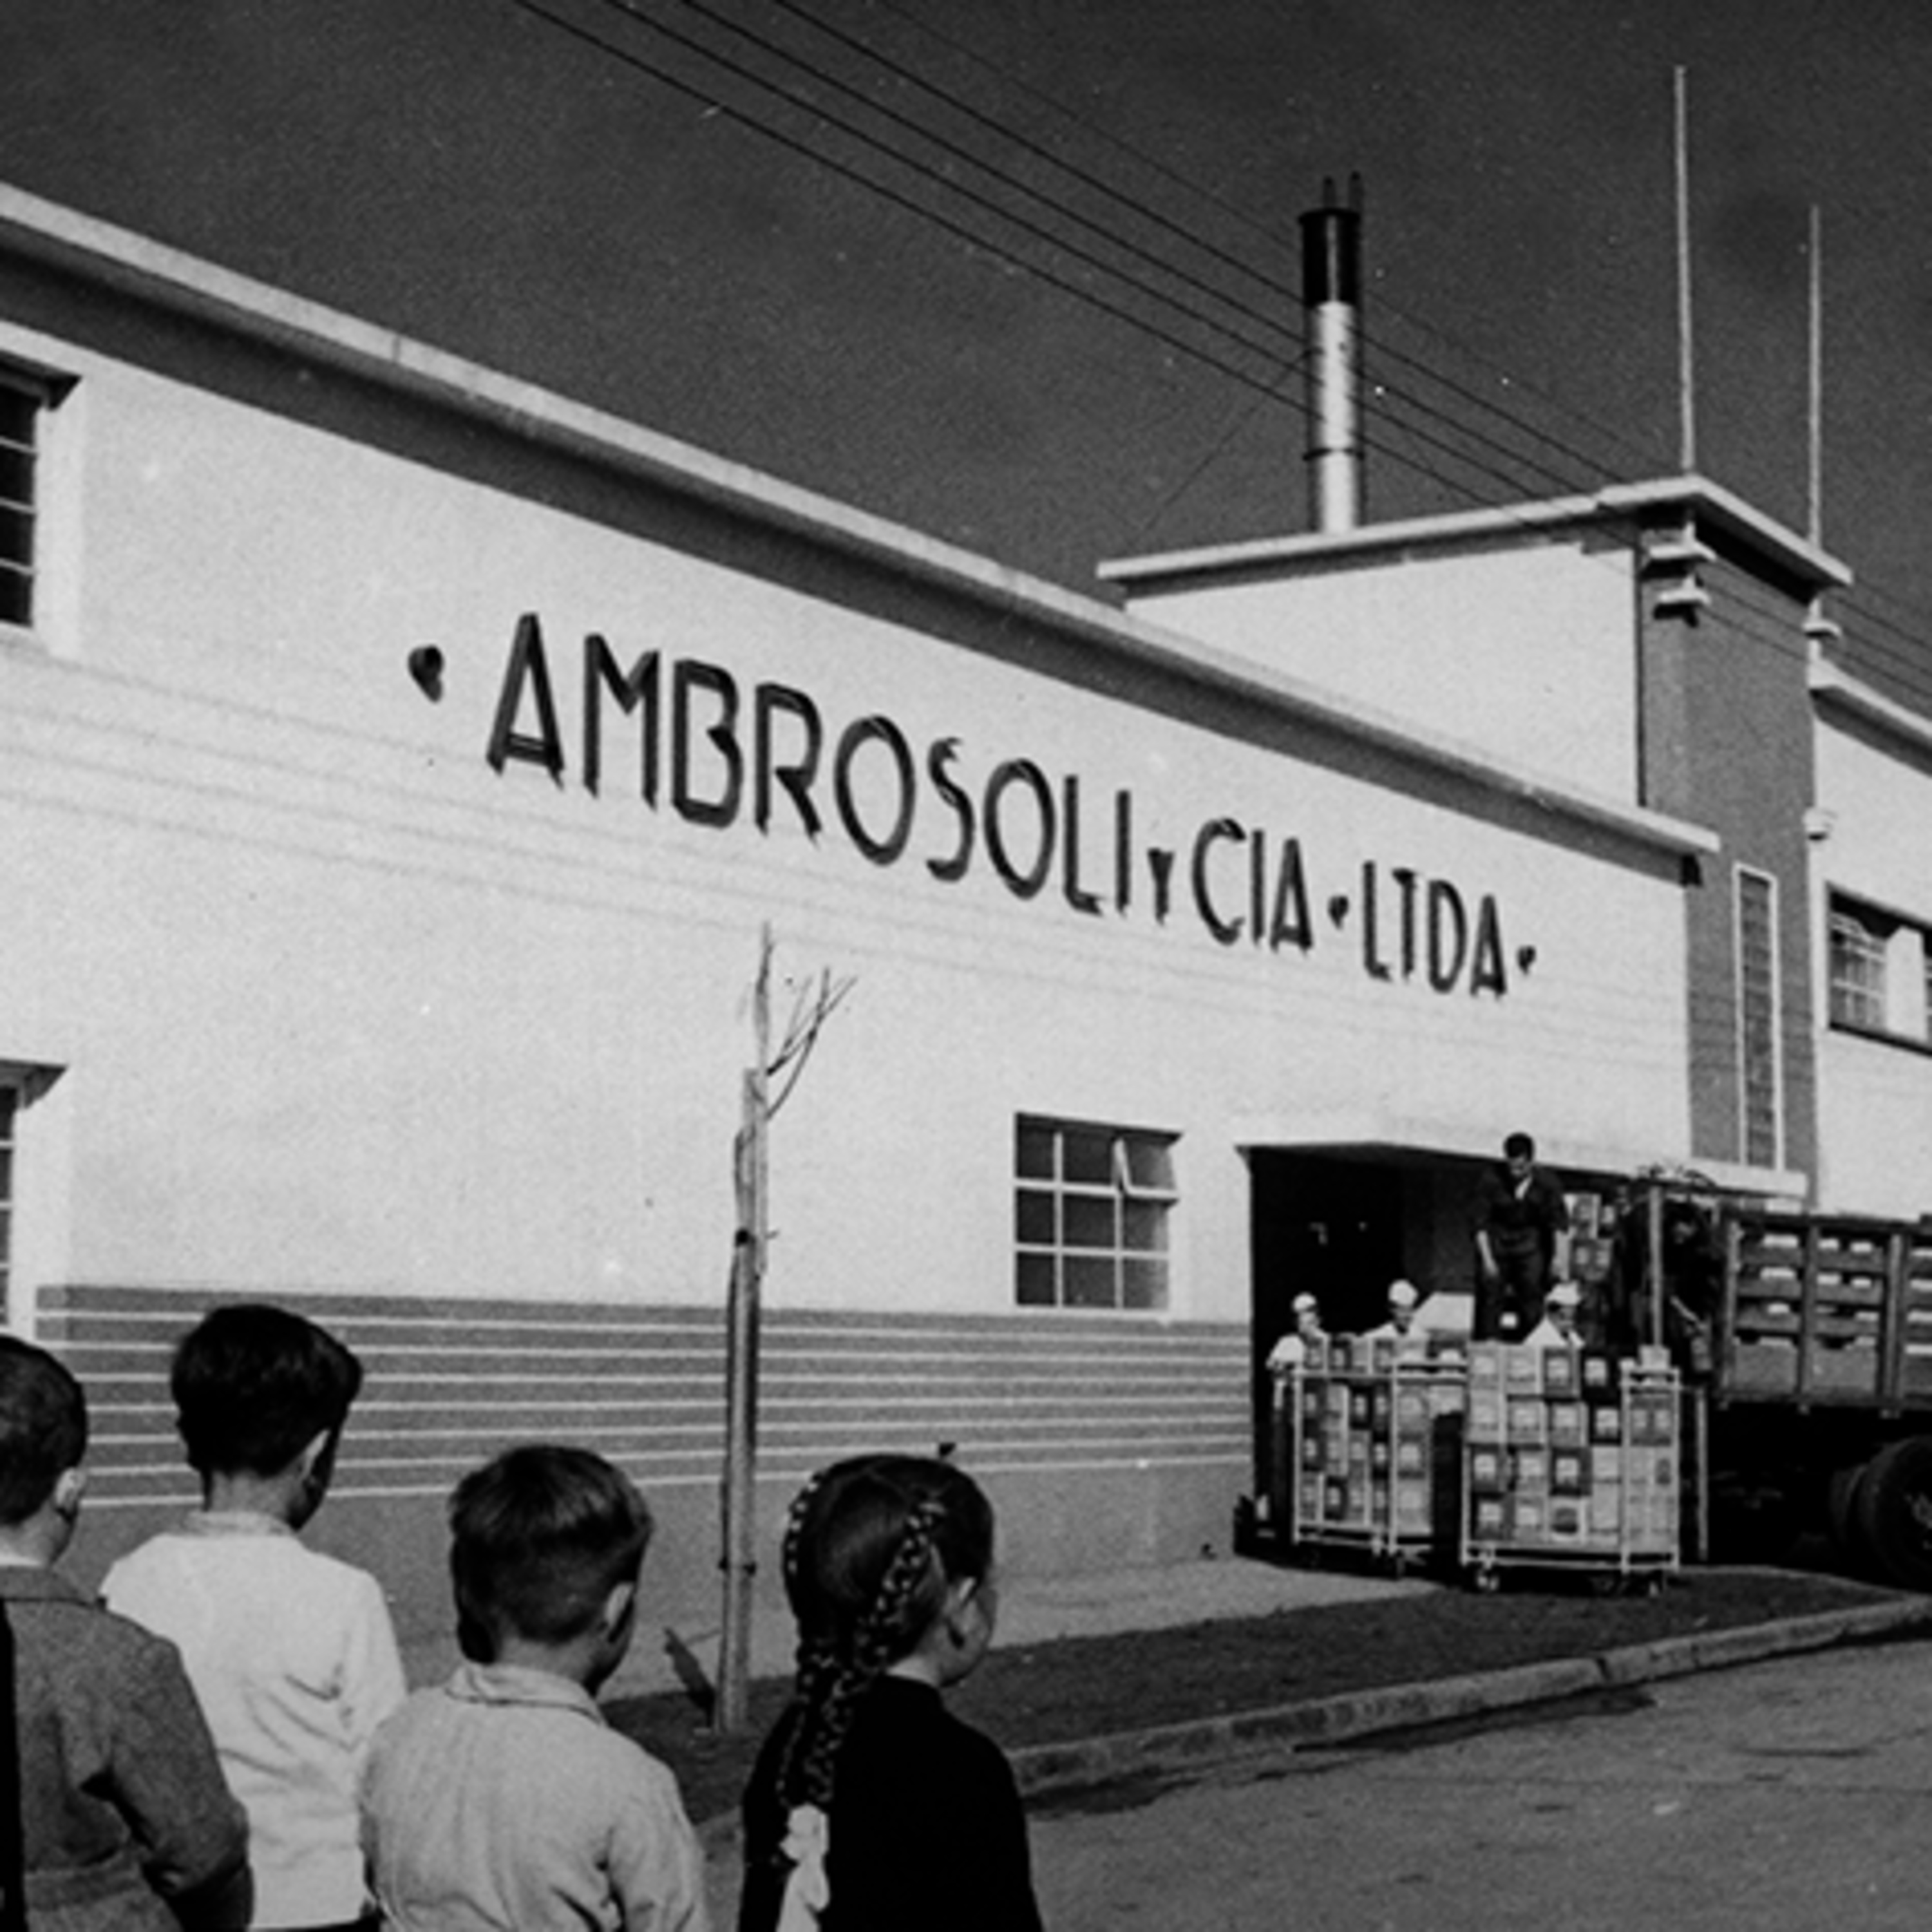 • AMBROSOLI Y CIA • LTDA •